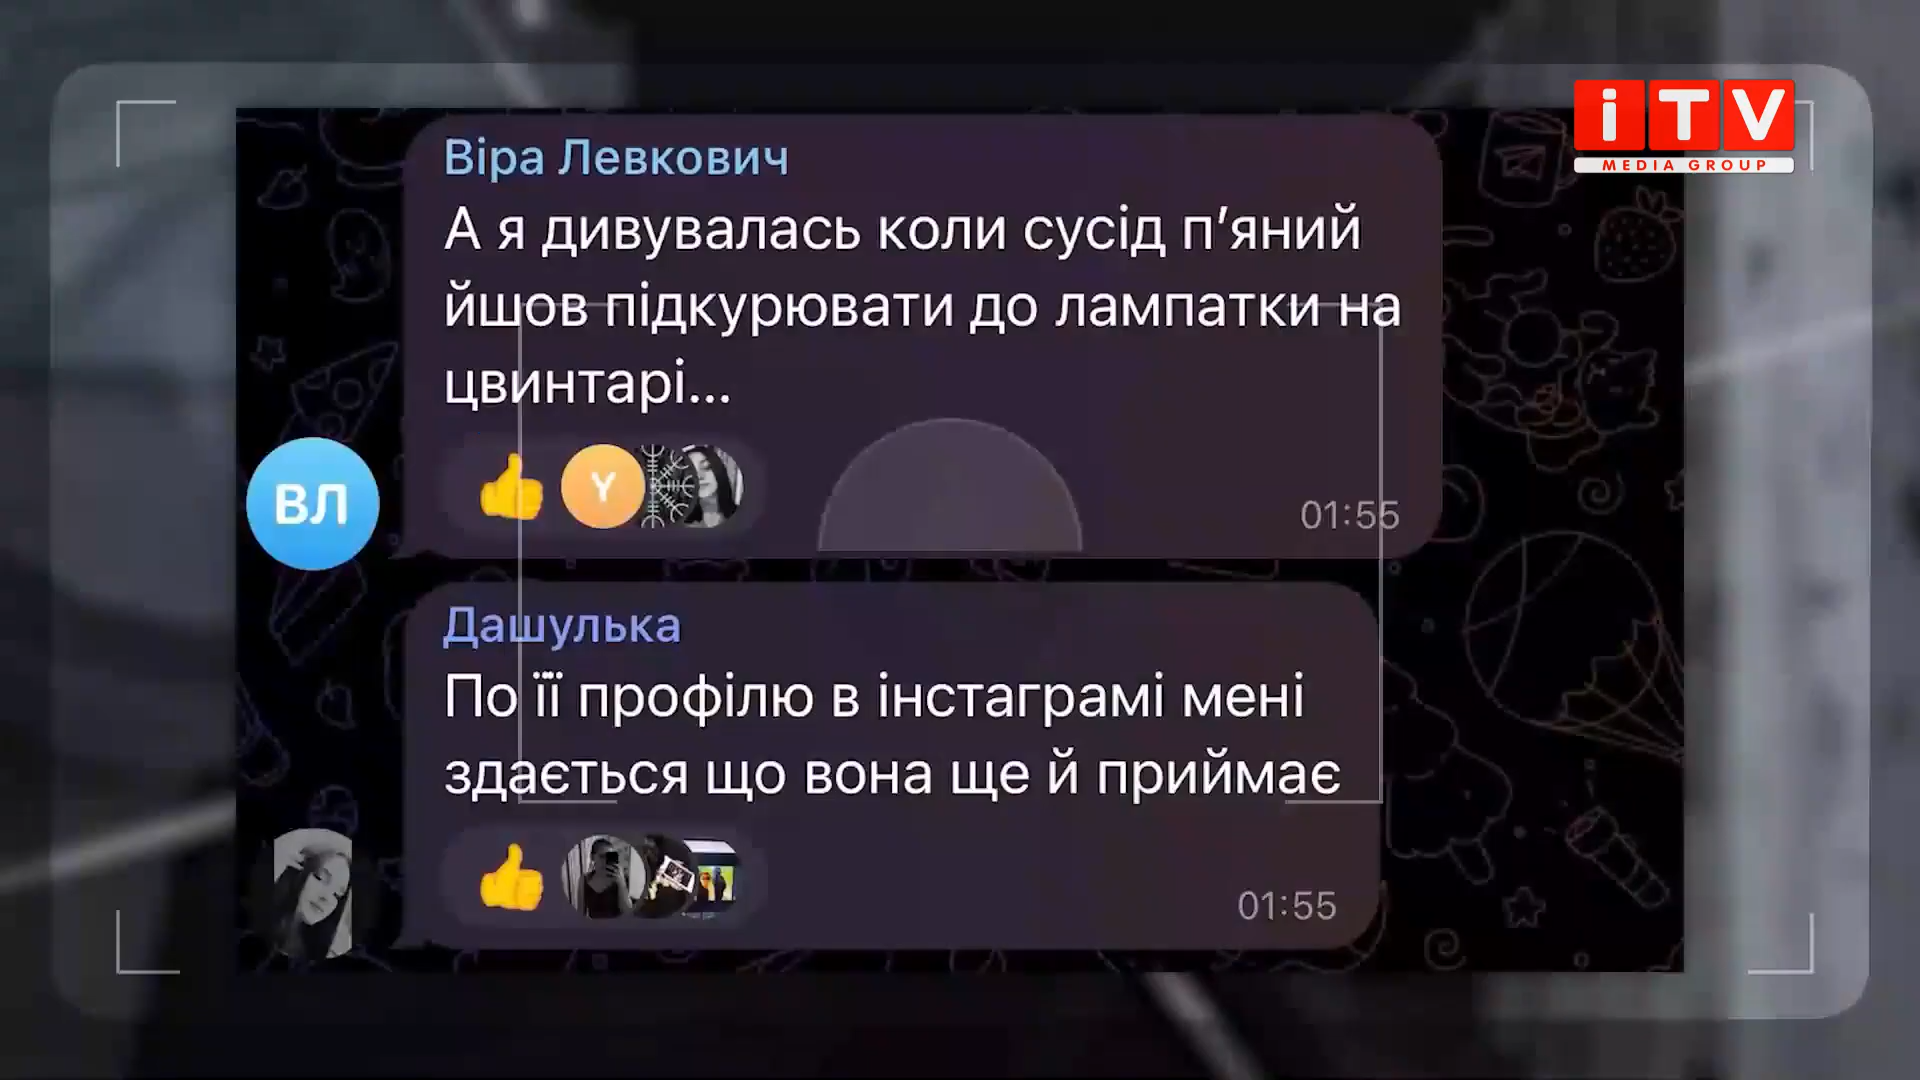 iTV
MEDIA GROUP
Віра Левкович
А я дивувалась коли сусід п’яний
йшов підкурювати до лампатки на
цвинтарі...
Y
01:55
ВЛ
Дашулька
По її профілю в інстаграмі мені
здається що вона ще й приймає
01:55